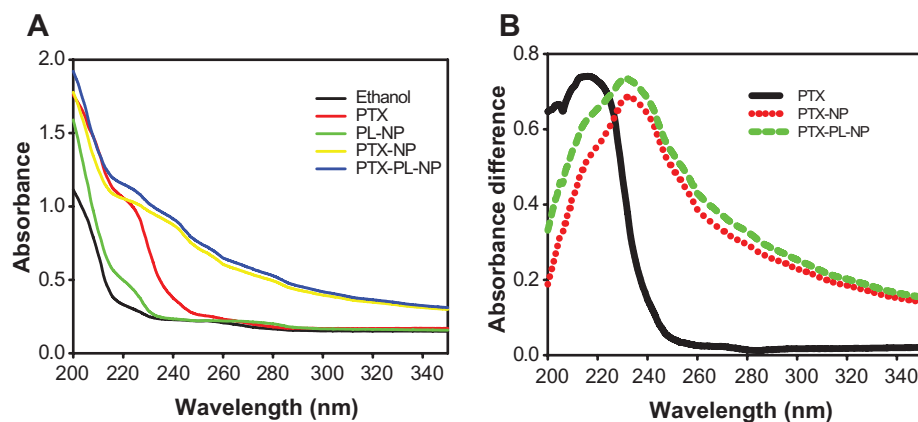 A
Absorbance
2.0
1.5
1.0
0.5
0.0
Ethanol
PTX
PL-NP
PTX-NP
PTX-PL-NP
200 220 240 260 280 300 320 340
Wavelength (nm)
B
Absorbance difference
0.8
0.6
0.4
0.2
0.0
PTX
PTX-NP
PTX-PL-NP
200 220 240 260 280 300 320 340
Wavelength (nm)